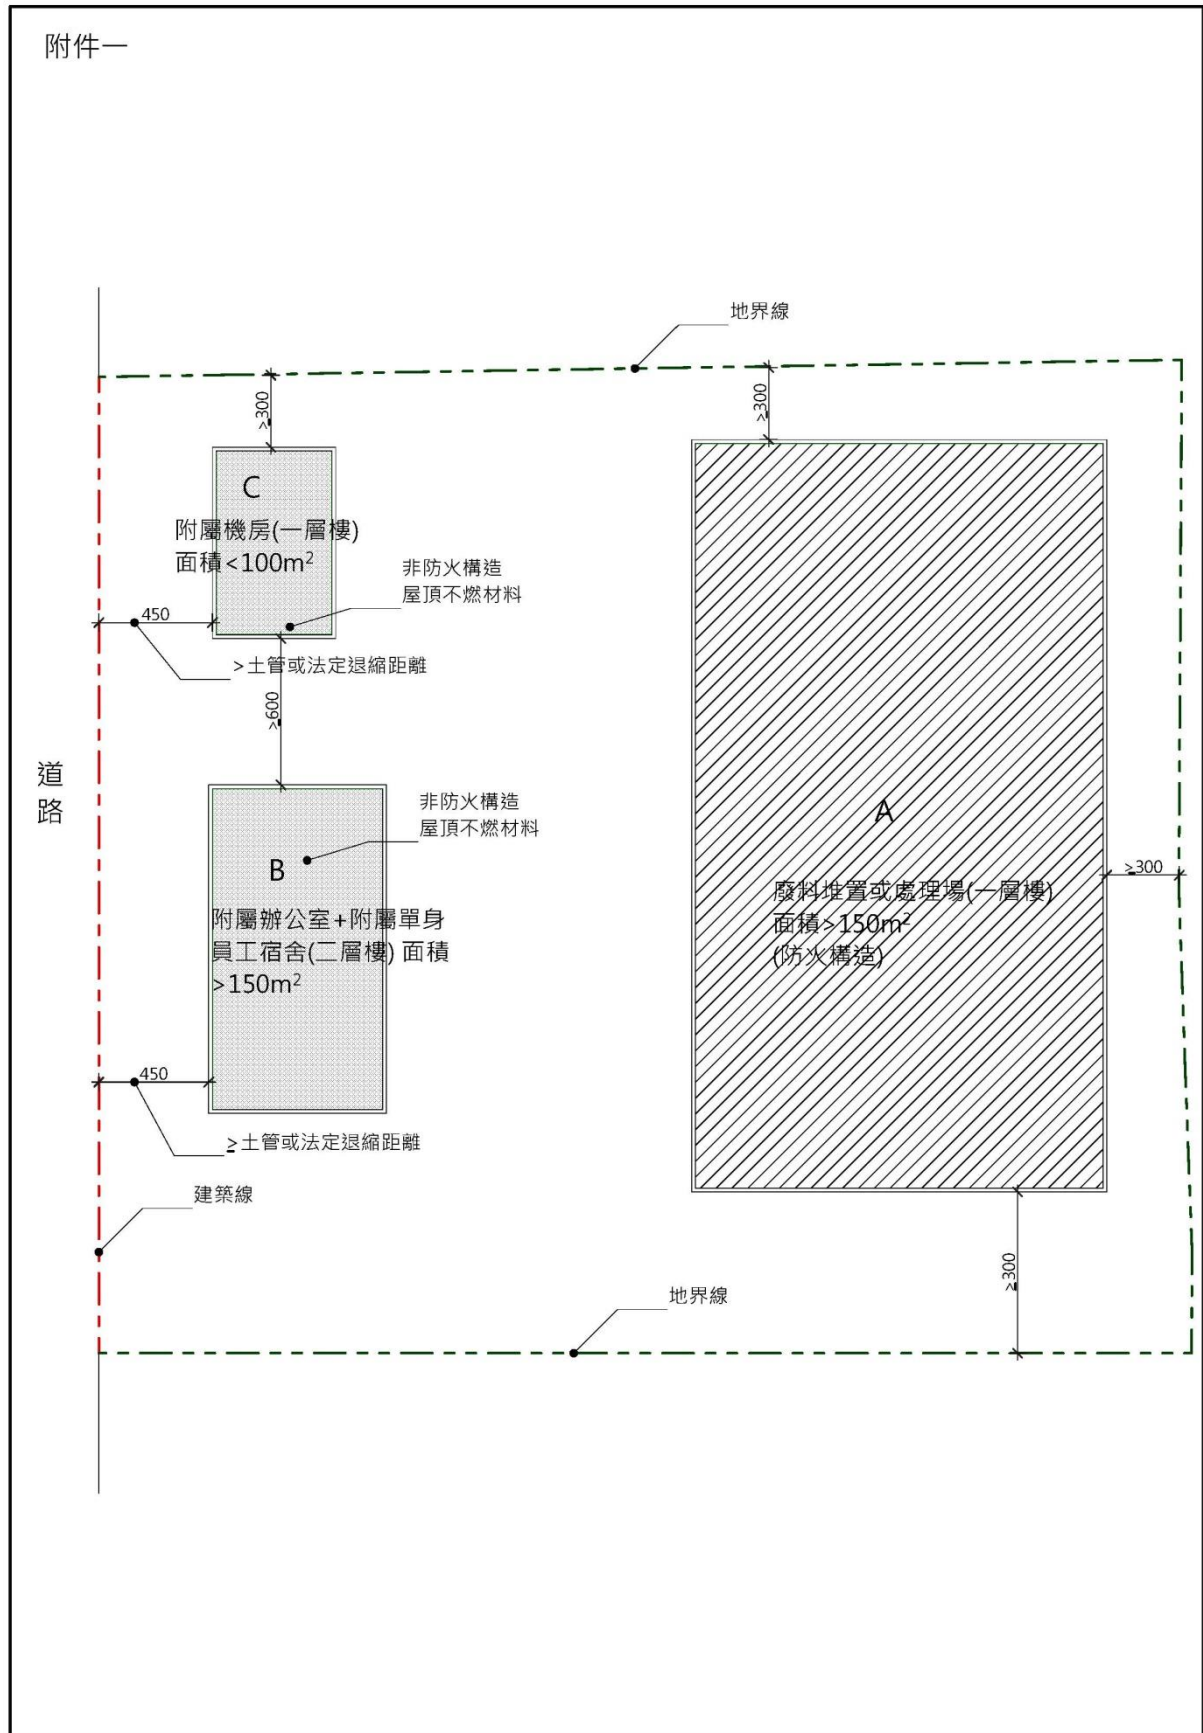 附件一
地界線
≥300
≥300
C
附屬機房(一層樓)
面積<100m²
非防火構造
屋頂不燃材料
450
>土管或法定退縮距離
≥600
道
路
非防火構造
屋頂不燃材料
B
A
附屬辦公室+附屬單身
員工宿舍(二層樓) 面積
>150m²
廢料堆置或處理場(一層樓)
面積>150m²
(防火構造)
≥300
450
≥土管或法定退縮距離
建築線
≥300
地界線